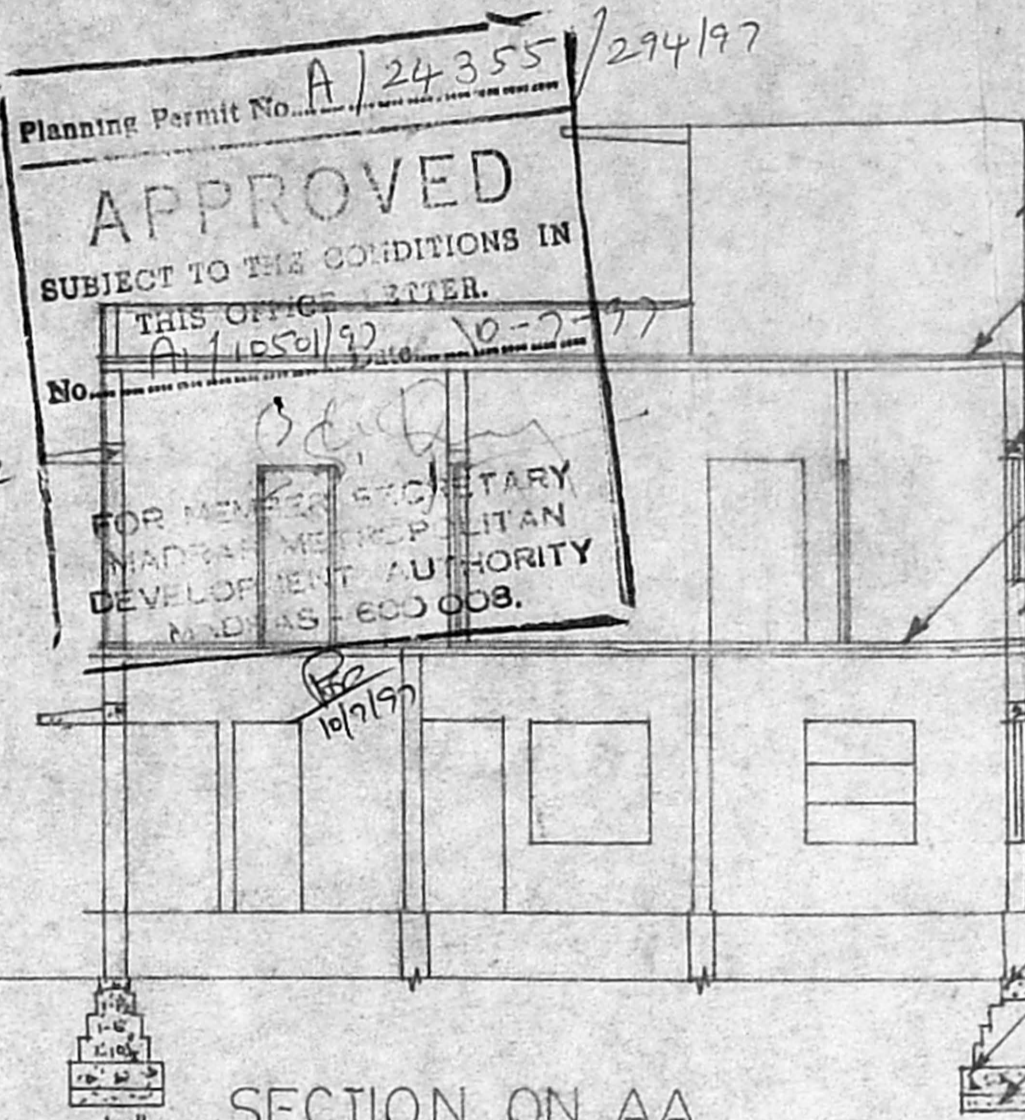 Planning Permit No. A/24355/294/97
APPROVED
SUBJECT TO THE CONDITIONS IN
THIS OFFICE LETTER.
No. A1/10501/97 Date 10-7-97
FOR MEMBER SECRETARY
MADRAS METROPOLITAN
DEVELOPMENT AUTHORITY
MADRAS - 600 008.
10/7/97
SECTION ON AA